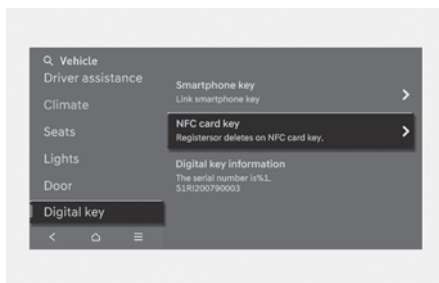 Vehicle
Driver assistance
Climate
Seats
Lights
Door
Digital key
Smartphone key
Link smartphone key
NFC card key
Registersor deletes on NFC card key,
Digital key information
The serial number is%1,
S1RI200790003